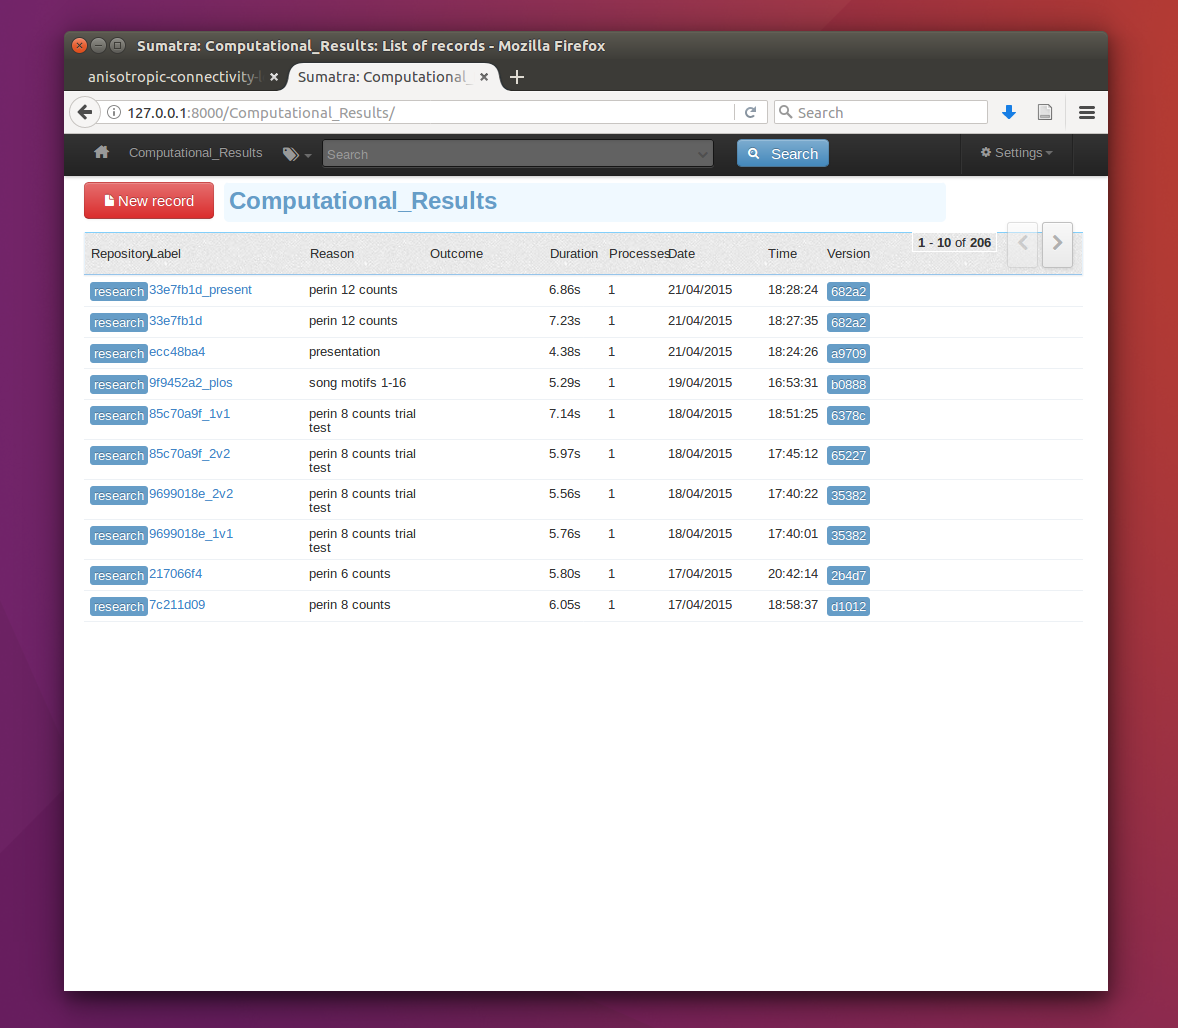 Sumatra: Computational_Results: List of records - Mozilla Firefox
anisotropic-connectivity- Sumatra: Computational_
127.0.0.1:8000/Computational_Results/ Search
Computational_Results Search Search Settings
New record Computational_Results
1 - 10 of 206
Repository Label Reason Outcome Duration Processes Date Time Version
research 33e7fb1d_present perin 12 counts 6.86s 1 21/04/2015 18:28:24 682a2
research 33e7fb1d perin 12 counts 7.23s 1 21/04/2015 18:27:35 682a2
research ecc48ba4 presentation 4.38s 1 21/04/2015 18:24:26 a9709
research 9f9452a2_plos song motifs 1-16 5.29s 1 19/04/2015 16:53:31 b0888
research 85c70a9f_1v1 perin 8 counts trial 7.14s 1 18/04/2015 18:51:25 6378c
test
research 85c70a9f_2v2 perin 8 counts trial 5.97s 1 18/04/2015 17:45:12 65227
test
research 9699018e_2v2 perin 8 counts trial 5.56s 1 18/04/2015 17:40:22 35382
test
research 9699018e_1v1 perin 8 counts trial 5.76s 1 18/04/2015 17:40:01 35382
test
research 217066f4 perin 6 counts 5.80s 1 17/04/2015 20:42:14 2b4d7
research 7c211d09 perin 8 counts 6.05s 1 17/04/2015 18:58:37 d1012